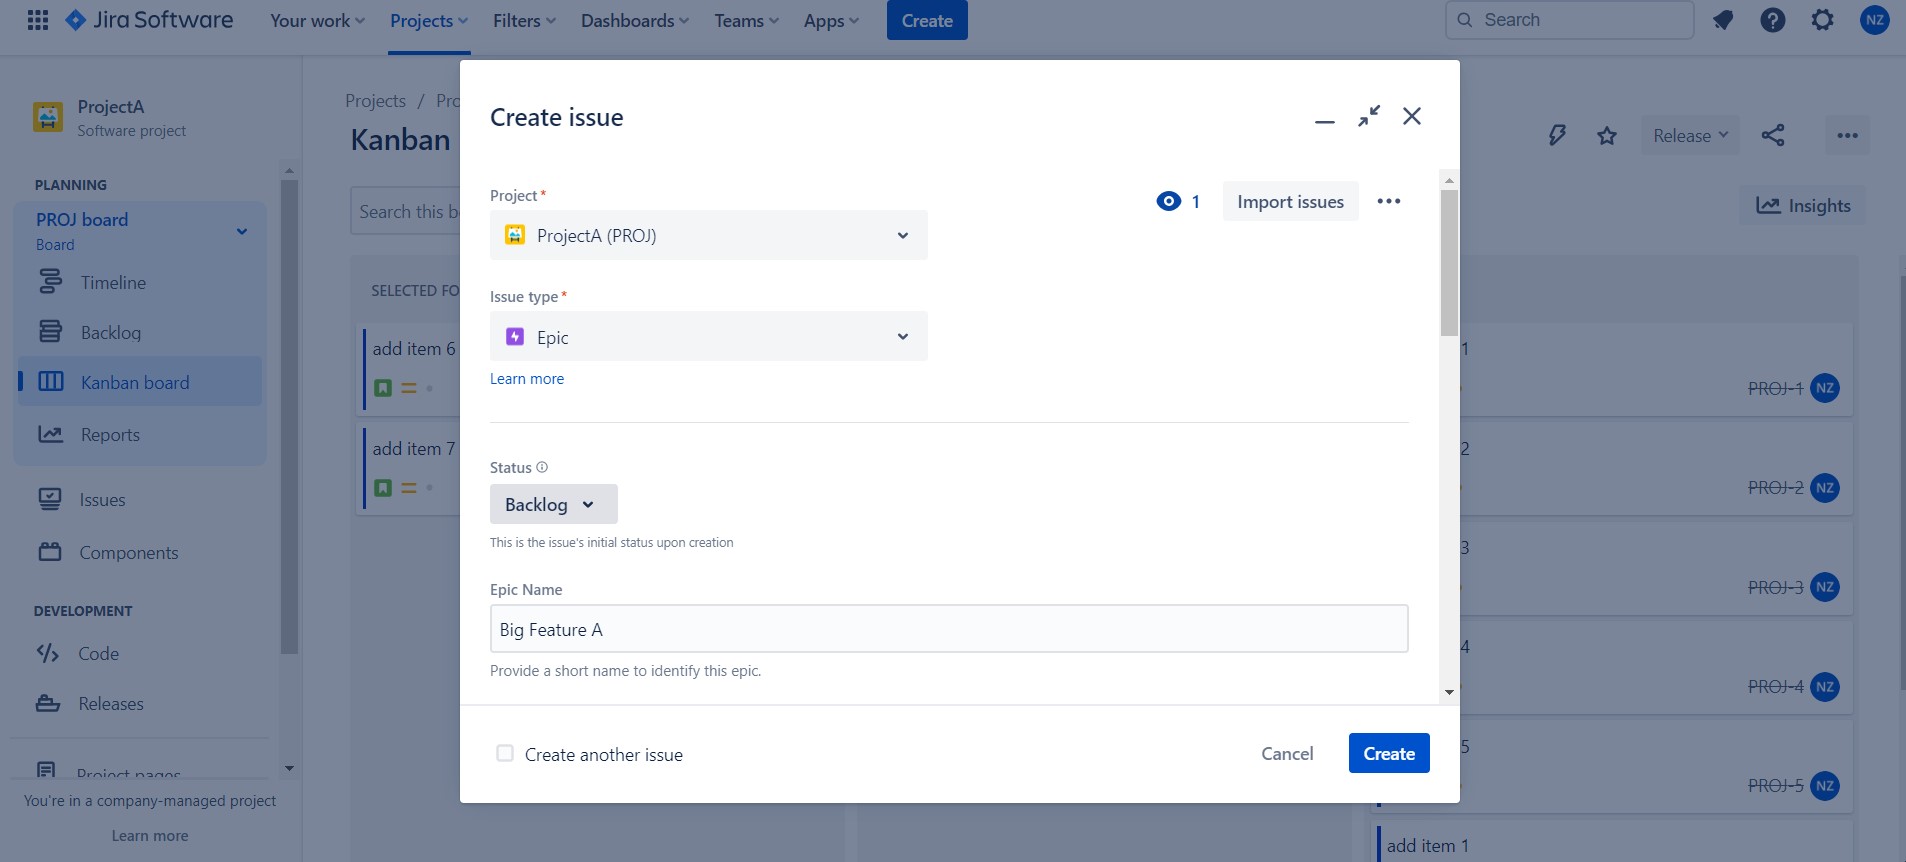 Jira Software
Your work
Projects
Filters
Dashboards
Teams
Apps
Create
Search
NZ
ProjectA
Software project
PLANNING
PROJ board
Board
Timeline
Backlog
Kanban board
Reports
Issues
Components
DEVELOPMENT
Code
Releases
Project pages
You're in a company-managed project
Learn more
Projects /
Kanban
Release
Search this
Insights
SELECTED
add item 6
add item 7
Create issue
Project*
ProjectA (PROJ)
1
Import issues
Issue type*
Epic
Learn more
Status
Backlog
This is the issue's initial status upon creation
Epic Name
Big Feature A
Provide a short name to identify this epic.
Create another issue
Cancel
Create
1
PROJ-1
NZ
2
PROJ-2
NZ
3
PROJ-3
NZ
4
PROJ-4
NZ
5
PROJ-5
NZ
add item 1